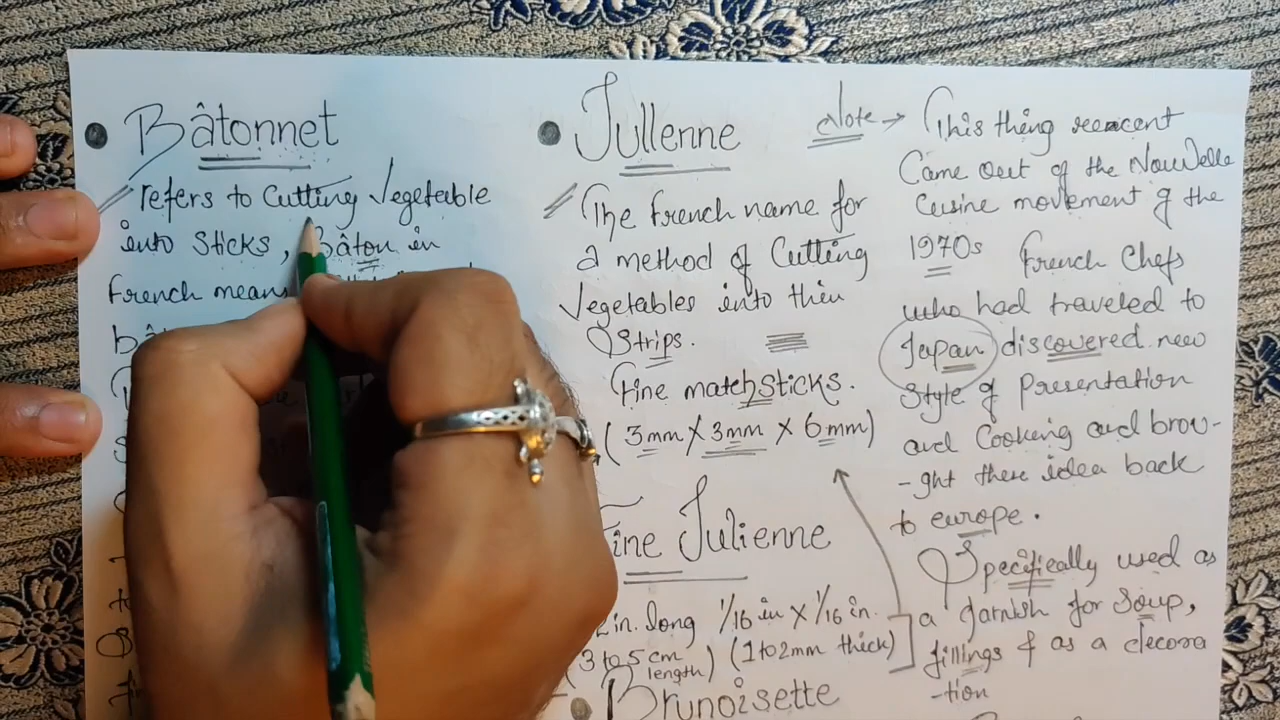 Bâtonnet
refers to Cutting Vegetable
into Sticks, Bâton in
french means
bâ
Jullenne
The french name for
a method of Cutting
Vegetables into thin
Strips.
Fine matchsticks.
(3mm X 3mm X 6mm)
ine Julienne
2in. long 1/16 in X 1/16 in.
(3 to 5 cm length) (1 to 2mm thick)
Brunoisette
Note → This thing reecent
Came out of the Nouvelle
Cusine movement of the
1970s French Chefs
who had traveled to
Japan discovered new
Style of Presentation
and Cooking and brou-
-ght there idea back
to europe.
Specifically used as
a garnish for Soup,
fillings & as a decora
-tion